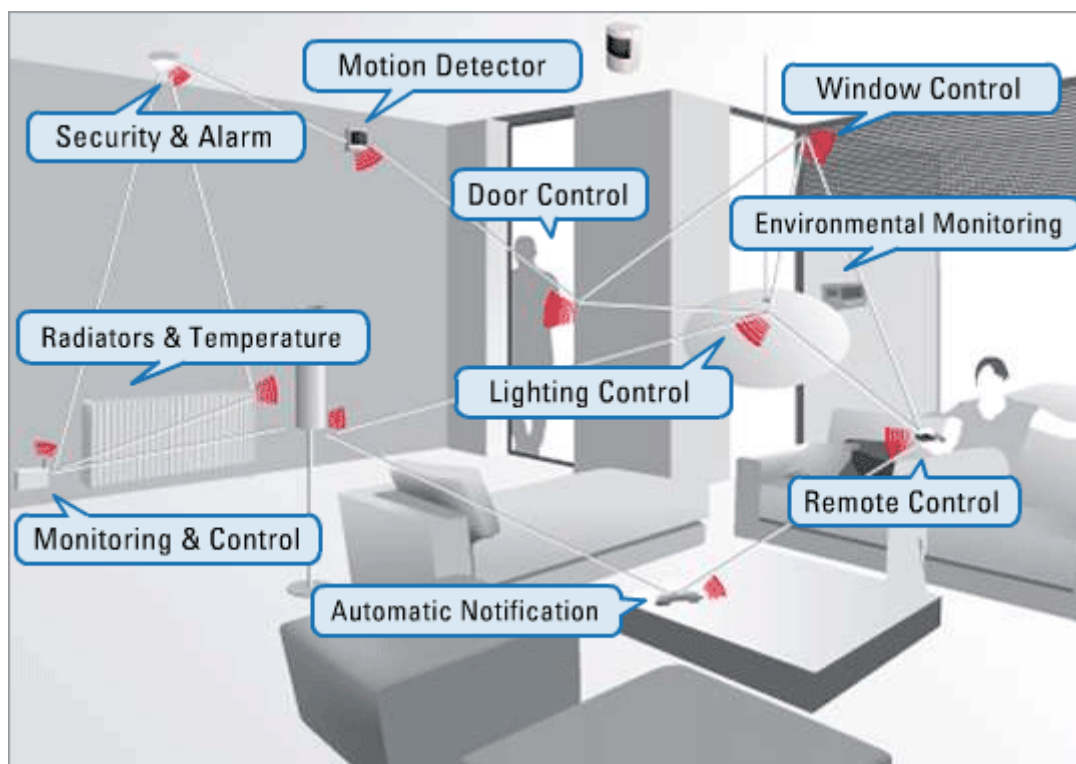 Motion Detector
Window Control
Security & Alarm
Door Control
Environmental Monitoring
Radiators & Temperature
Lighting Control
Remote Control
Monitoring & Control
Automatic Notification